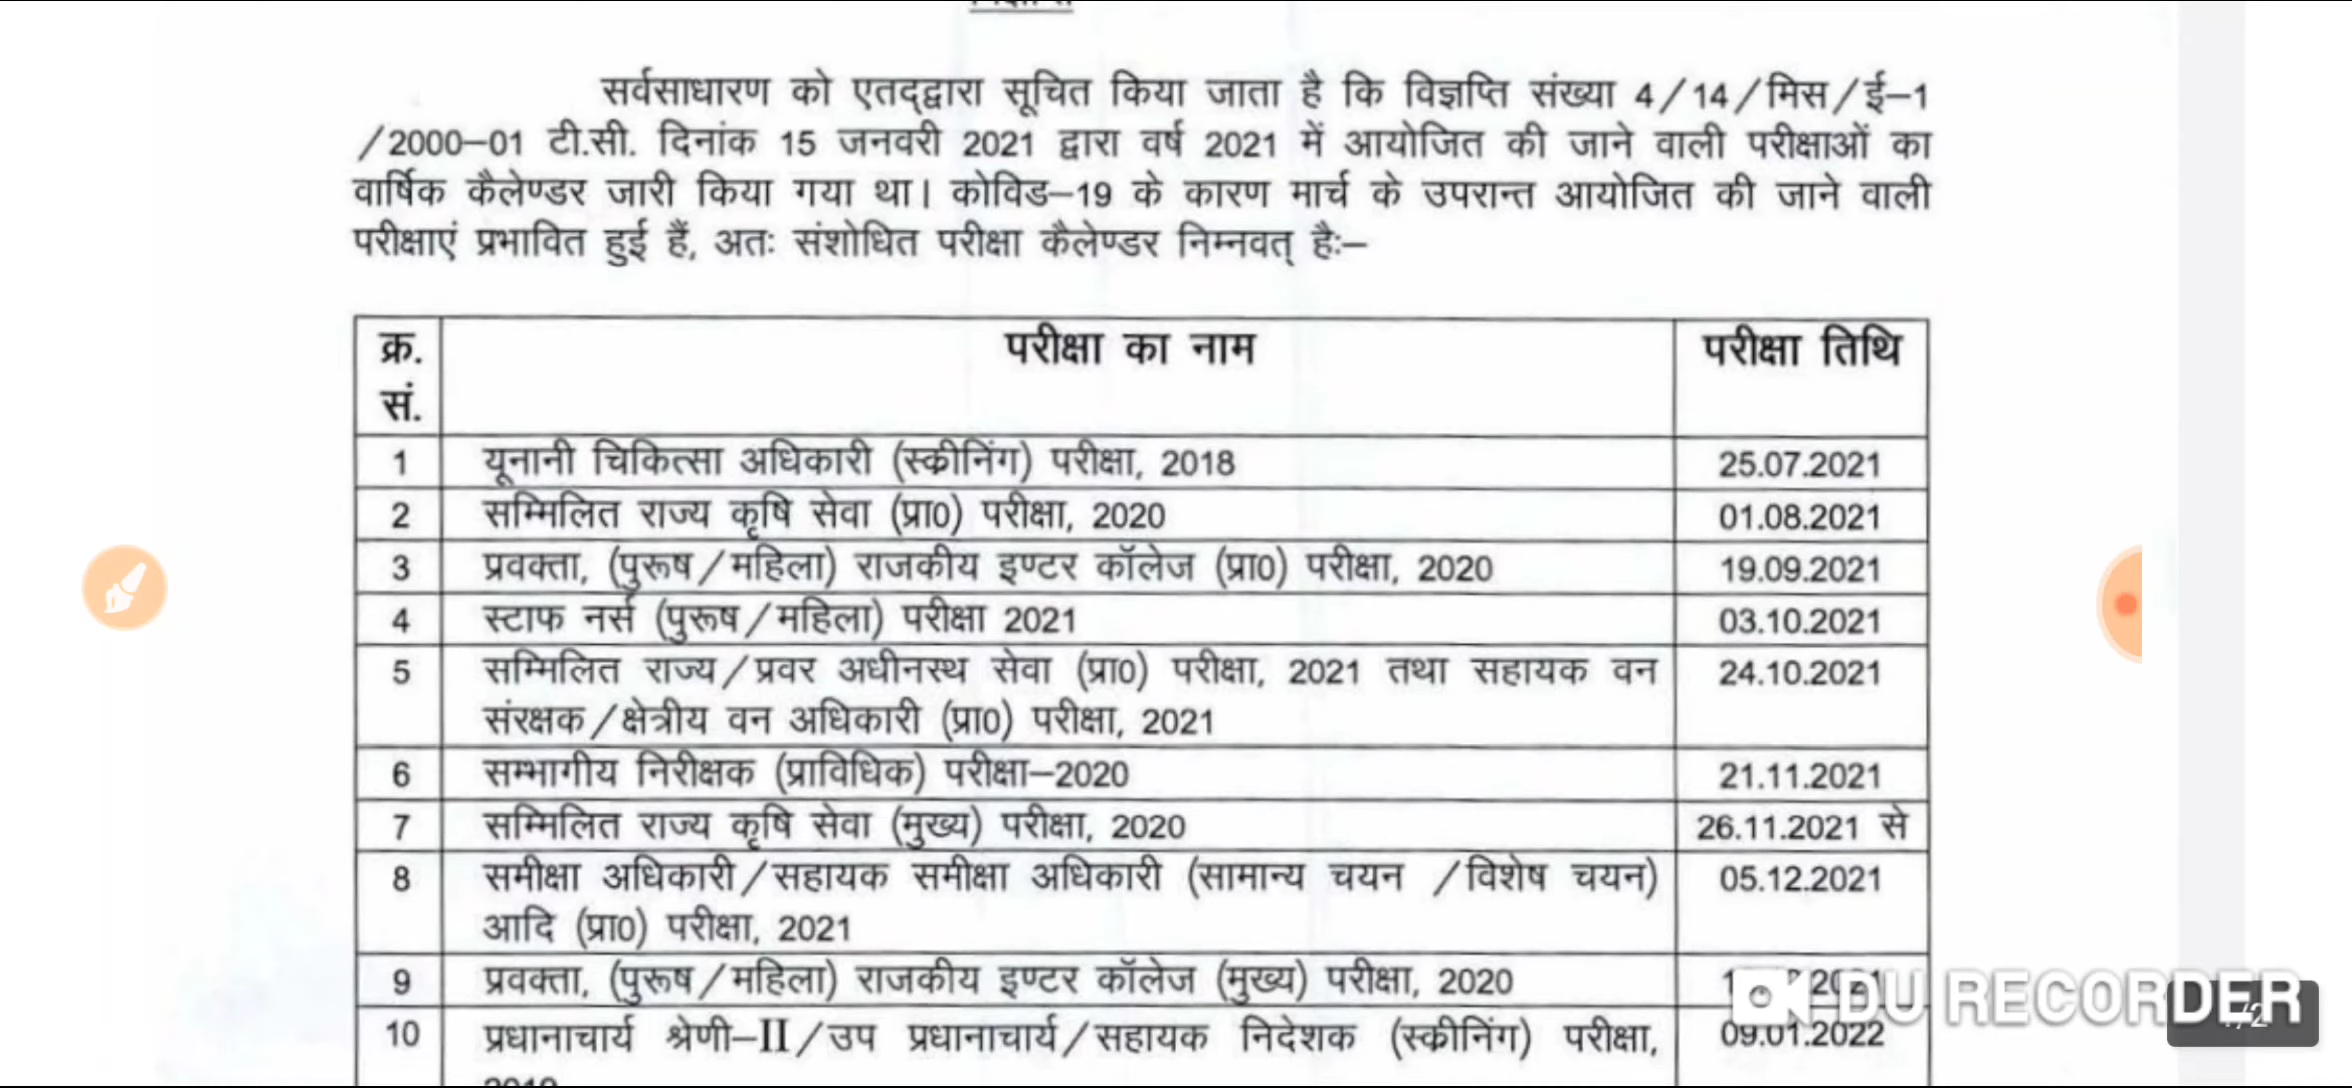 सर्वसाधारण को एतद्द्वारा सूचित किया जाता है कि विज्ञप्ति संख्या 4/14/मिस/ई–1
/2000–01 टी.सी. दिनांक 15 जनवरी 2021 द्वारा वर्ष 2021 में आयोजित की जाने वाली परीक्षाओं का
वार्षिक कैलेण्डर जारी किया गया था। कोविड–19 के कारण मार्च के उपरान्त आयोजित की जाने वाली
परीक्षाएं प्रभावित हुई हैं, अतः संशोधित परीक्षा कैलेण्डर निम्नवत् हैः–
क्र. सं. परीक्षा का नाम परीक्षा तिथि
1 यूनानी चिकित्सा अधिकारी (स्क्रीनिंग) परीक्षा, 2018 25.07.2021
2 सम्मिलित राज्य कृषि सेवा (प्रा0) परीक्षा, 2020 01.08.2021
3 प्रवक्ता, (पुरूष/महिला) राजकीय इण्टर कॉलेज (प्रा0) परीक्षा, 2020 19.09.2021
4 स्टाफ नर्स (पुरूष/महिला) परीक्षा 2021 03.10.2021
5 सम्मिलित राज्य/प्रवर अधीनस्थ सेवा (प्रा0) परीक्षा, 2021 तथा सहायक वन 24.10.2021
संरक्षक/क्षेत्रीय वन अधिकारी (प्रा0) परीक्षा, 2021
6 सम्भागीय निरीक्षक (प्राविधिक) परीक्षा–2020 21.11.2021
7 सम्मिलित राज्य कृषि सेवा (मुख्य) परीक्षा, 2020 26.11.2021 से
8 समीक्षा अधिकारी/सहायक समीक्षा अधिकारी (सामान्य चयन /विशेष चयन) 05.12.2021
आदि (प्रा0) परीक्षा, 2021
9 प्रवक्ता, (पुरूष/महिला) राजकीय इण्टर कॉलेज (मुख्य) परीक्षा, 2020
10 प्रधानाचार्य श्रेणी–II/उप प्रधानाचार्य/सहायक निदेशक (स्क्रीनिंग) परीक्षा, 09.01.2022
DU RECORDER